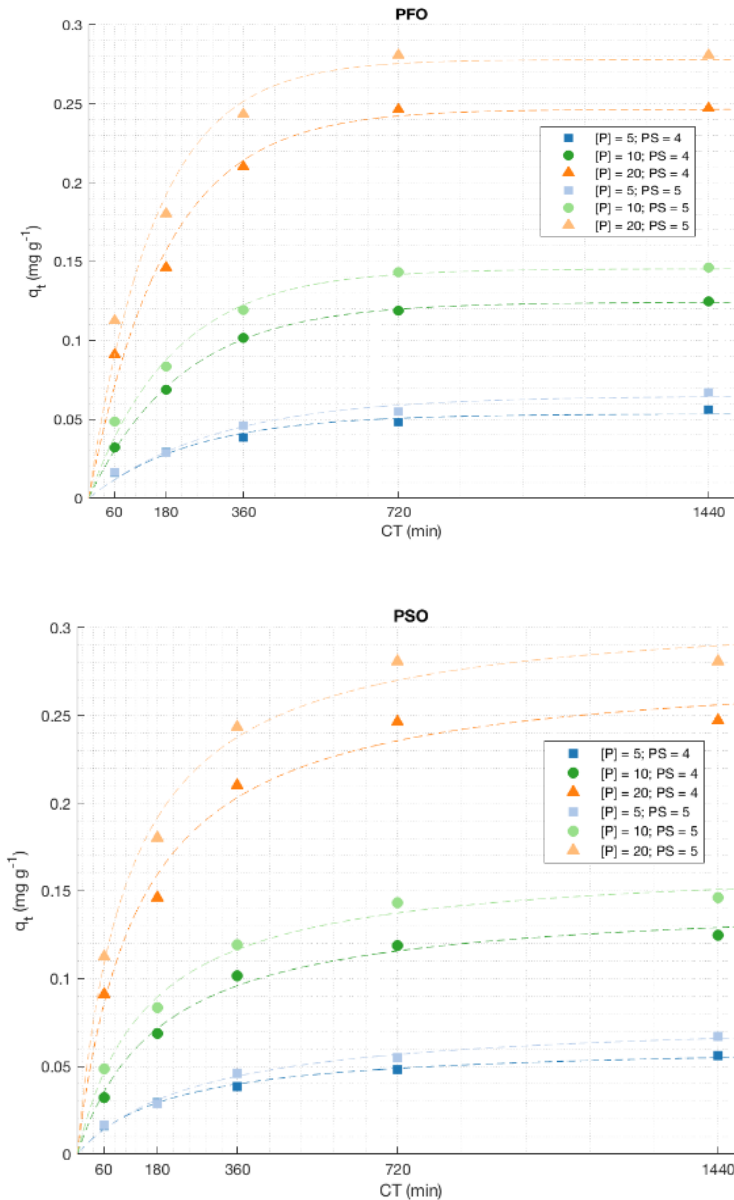 PFO
0.3
0.25
0.2
0.15
0.1
0.05
0
q_t (mg g^-1)
[P] = 5; PS = 4
[P] = 10; PS = 4
[P] = 20; PS = 4
[P] = 5; PS = 5
[P] = 10; PS = 5
[P] = 20; PS = 5
60 180 360 720 1440
CT (min)
PSO
0.3
0.25
0.2
0.15
0.1
0.05
0
q_t (mg g^-1)
[P] = 5; PS = 4
[P] = 10; PS = 4
[P] = 20; PS = 4
[P] = 5; PS = 5
[P] = 10; PS = 5
[P] = 20; PS = 5
60 180 360 720 1440
CT (min)